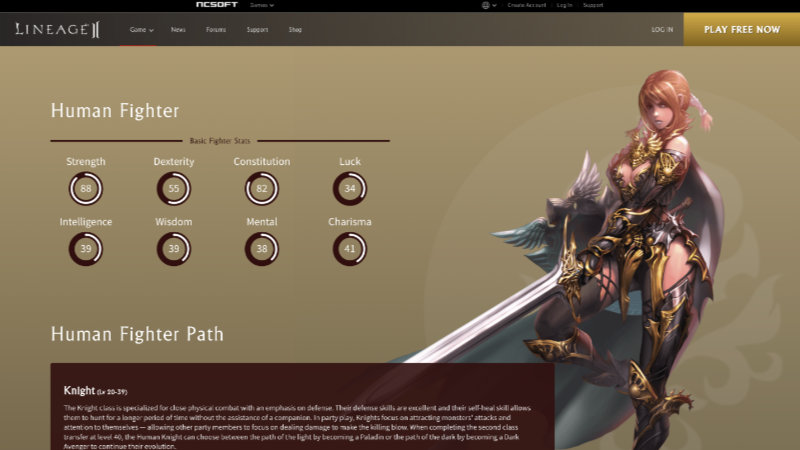 NCSOFT Games Create Account Log In Support
LINEAGE II Game News Forums Support Shop LOG IN PLAY FREE NOW
Human Fighter
Basic Fighter Stats
Strength Dexterity Constitution Luck
88 55 82 34
Intelligence Wisdom Mental Charisma
39 39 38 41
Human Fighter Path
Knight (Lv 20-39)
The Knight class is specialized for close physical combat with an emphasis on defense. Their defense skills are excellent and their self-heal skill allows
them to hunt for a longer period of time without the assistance of a companion. In party play, Knights focus on attracting monsters' attacks and
attention to themselves — allowing other party members to focus on dealing damage to make the killing blow. When completing the second class
transfer at level 40, the Human Knight can choose between the path of the light by becoming a Paladin or the path of the dark by becoming a Dark
Avenger to continue their evolution.